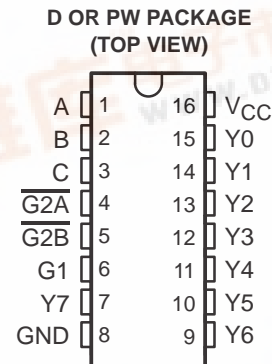 D OR PW PACKAGE
(TOP VIEW)
A 1 16 VCC
B 2 15 Y0
C 3 14 Y1
G2A 4 13 Y2
G2B 5 12 Y3
G1 6 11 Y4
Y7 7 10 Y5
GND 8 9 Y6